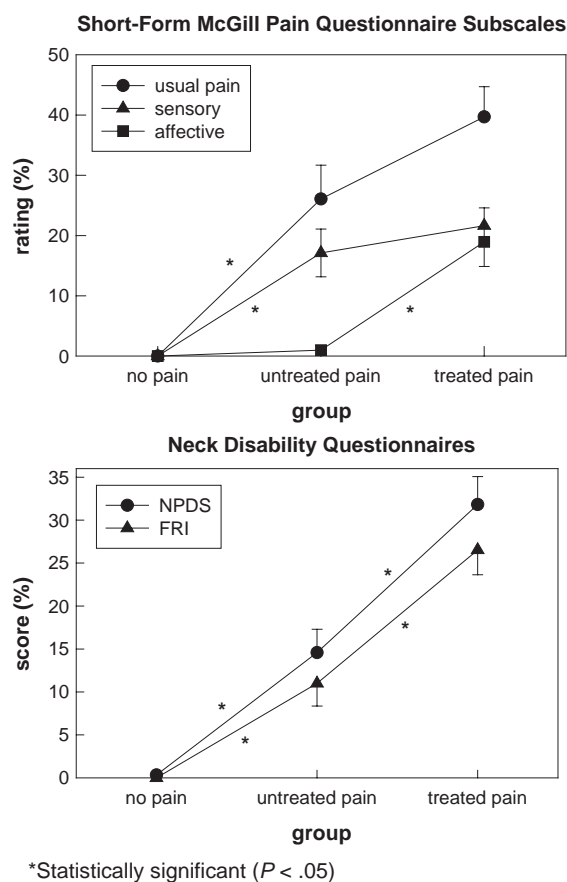 Short-Form McGill Pain Questionnaire Subscales
50
40
30
20
10
0
rating (%)
usual pain
sensory
affective
*
*
*
no pain untreated pain treated pain
group
Neck Disability Questionnaires
35
30
25
20
15
10
5
0
score (%)
NPDS
FRI
*
*
*
*
no pain untreated pain treated pain
group
*Statistically significant (P < .05)